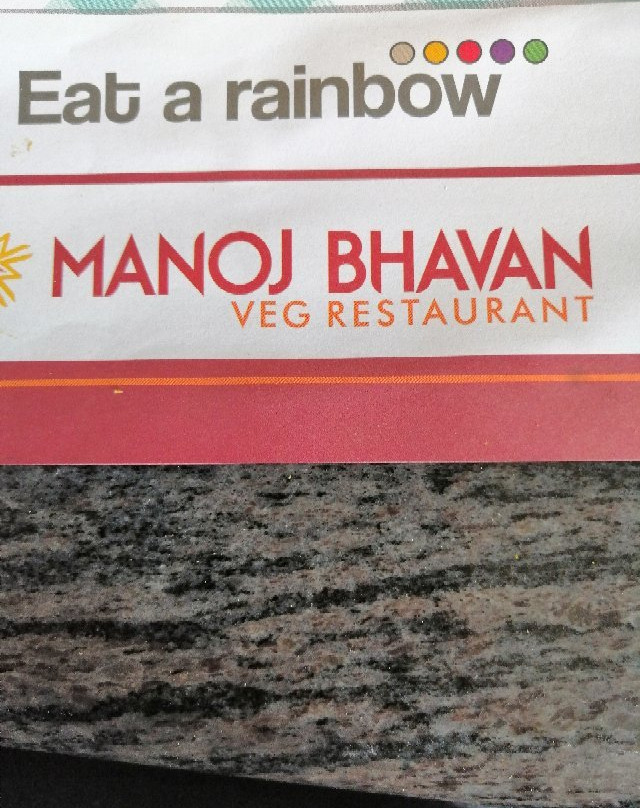 Eat a rainbow
MANOJ BHAVAN
VEG RESTAURANT